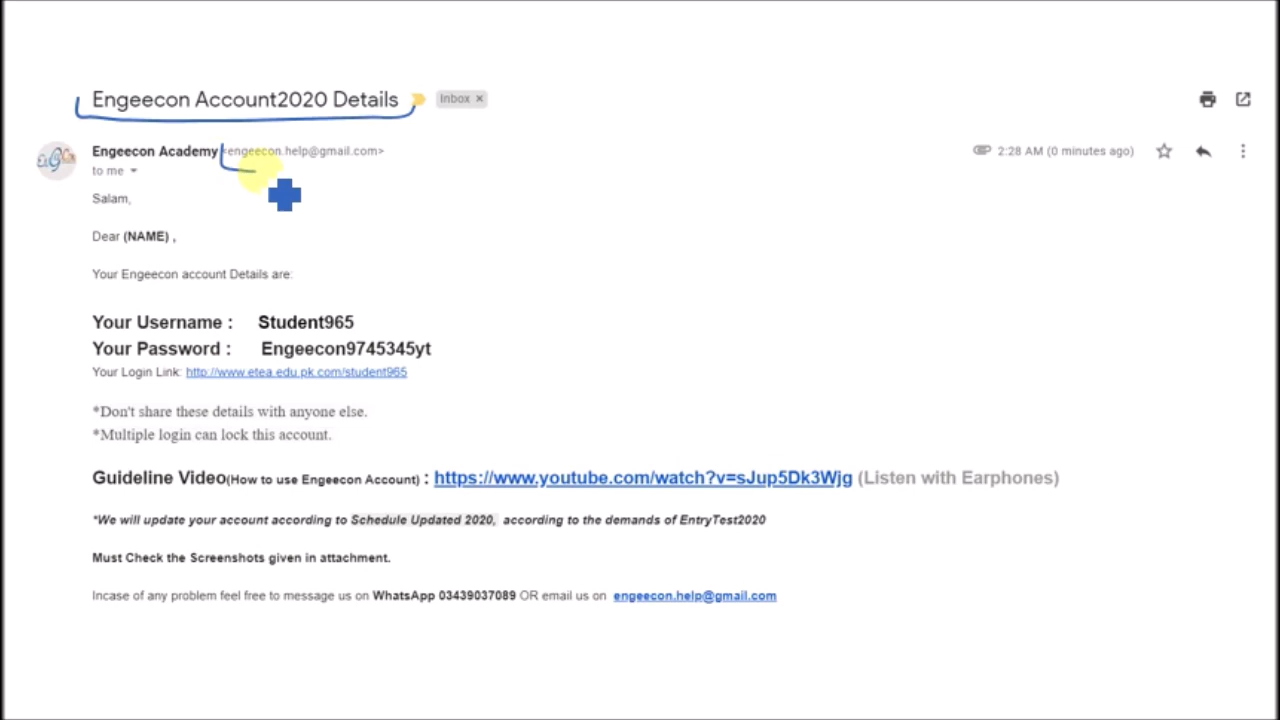 Engeecon Account2020 Details Inbox ×
Engeecon Academy <engeecon.help@gmail.com> 2:28 AM (0 minutes ago)
to me
Salam,
Dear (NAME) ,
Your Engeecon account Details are:
Your Username : Student965
Your Password : Engeecon9745345yt
Your Login Link: http://www.etea.edu.pk.com/student965
*Don't share these details with anyone else.
*Multiple login can lock this account.
Guideline Video(How to use Engeecon Account) : https://www.youtube.com/watch?v=sJup5Dk3Wjg (Listen with Earphones)
*We will update your account according to Schedule Updated 2020, according to the demands of EntryTest2020
Must Check the Screenshots given in attachment.
Incase of any problem feel free to message us on WhatsApp 03439037089 OR email us on engeecon.help@gmail.com